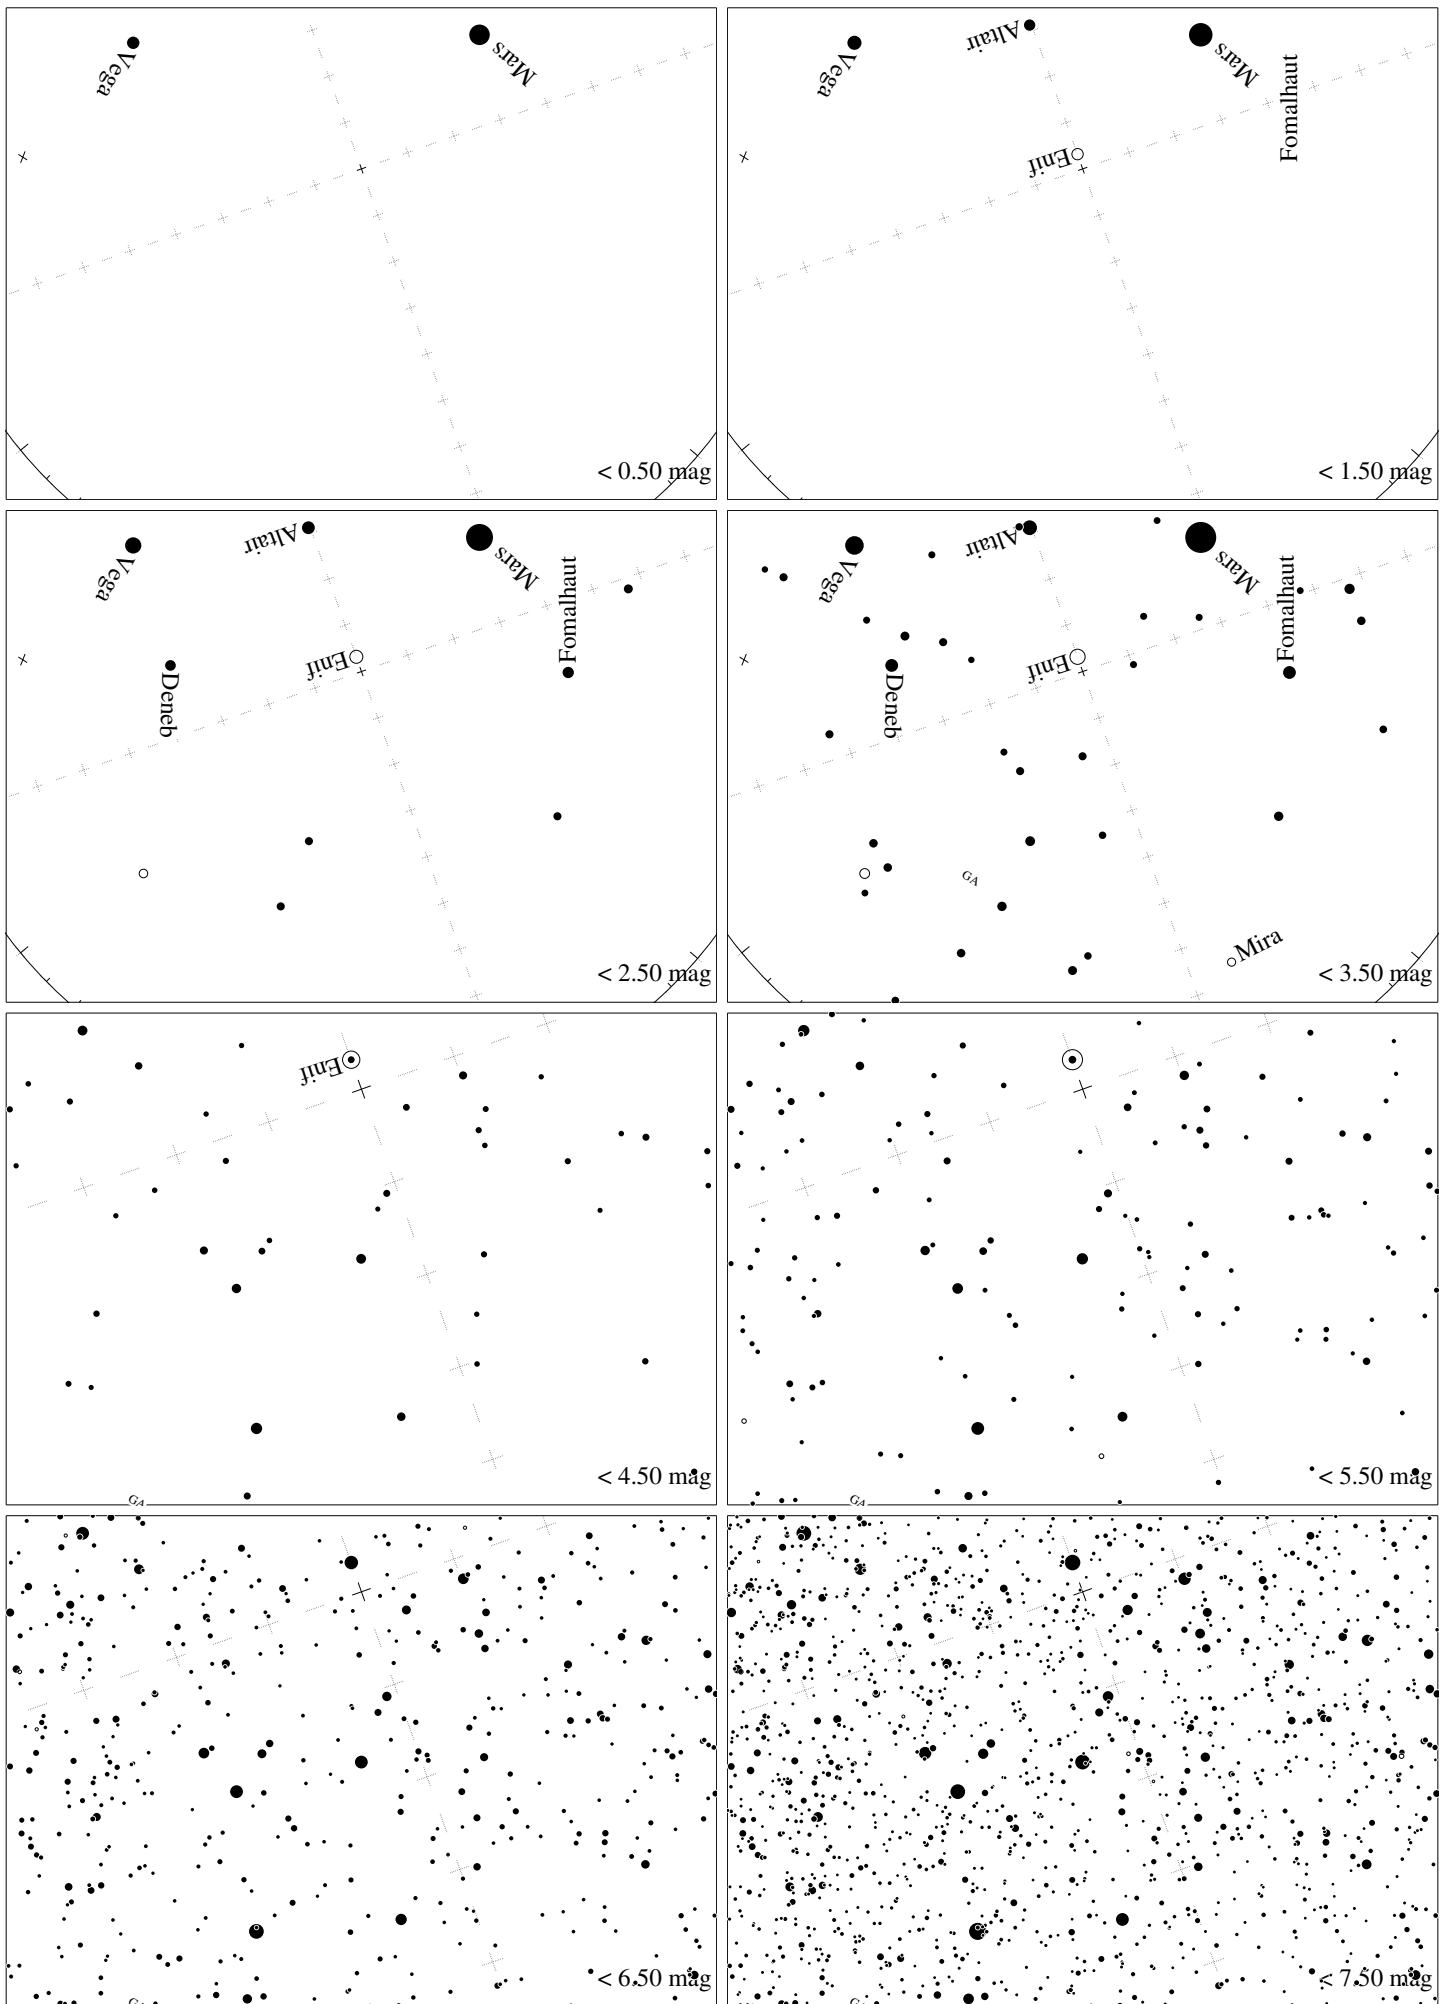 Vega
Mars
< 0.50 mag
Altair
Vega
Mars
Fomalhaut
Enif
< 1.50 mag
Altair
Vega
Mars
Fomalhaut
Enif
Deneb
< 2.50 mag
Altair
Vega
Mars
Fomalhaut
Enif
Deneb
GA
Mira
< 3.50 mag
Enif
< 4.50 mag
GA
< 5.50 mag
GA
< 6.50 mag
GA
< 7.50 mag
GA